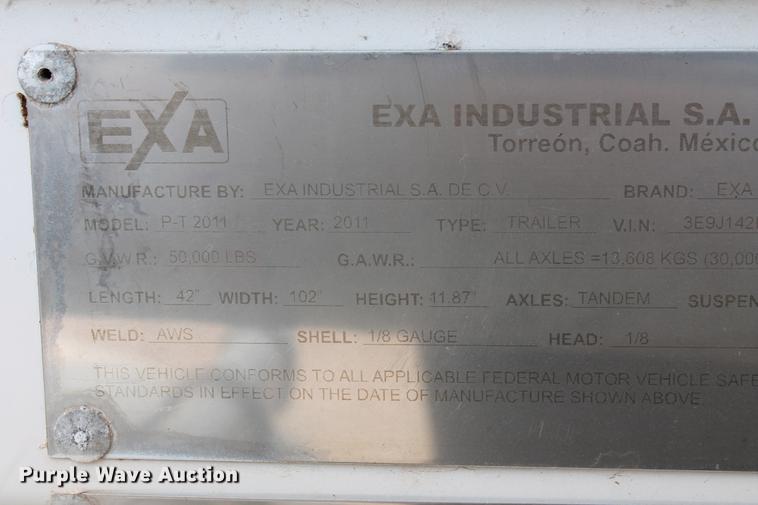 EXA
EXA INDUSTRIAL S.A.
Torreón, Coah. México
MANUFACTURE BY: EXA INDUSTRIAL S.A. DE C.V. BRAND: EXA
MODEL: P-T 2011 YEAR: 2011 TYPE: TRAILER V.I.N: 3E9J142
G.V.W.R.: 50,000 LBS G.A.W.R.: ALL AXLES =13,608 KGS (30,00
LENGTH: 42" WIDTH: 102" HEIGHT: 11.87" AXLES: TANDEM SUSPEN
WELD: AWS SHELL: 1/8 GAUGE HEAD: 1/8
THIS VEHICLE CONFORMS TO ALL APPLICABLE FEDERAL MOTOR VEHICLE SAFE
STANDARDS IN EFFECT ON THE DATE OF MANUFACTURE SHOWN ABOVE
Purple Wave Auction